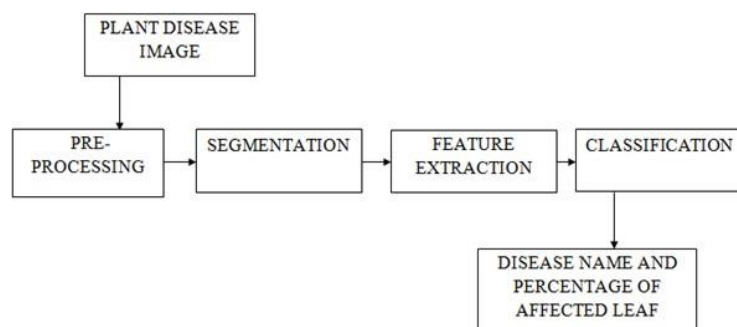 PLANT DISEASE
IMAGE
PRE-
PROCESSING
SEGMENTATION
FEATURE
EXTRACTION
CLASSIFICATION
DISEASE NAME AND
PERCENTAGE OF
AFFECTED LEAF